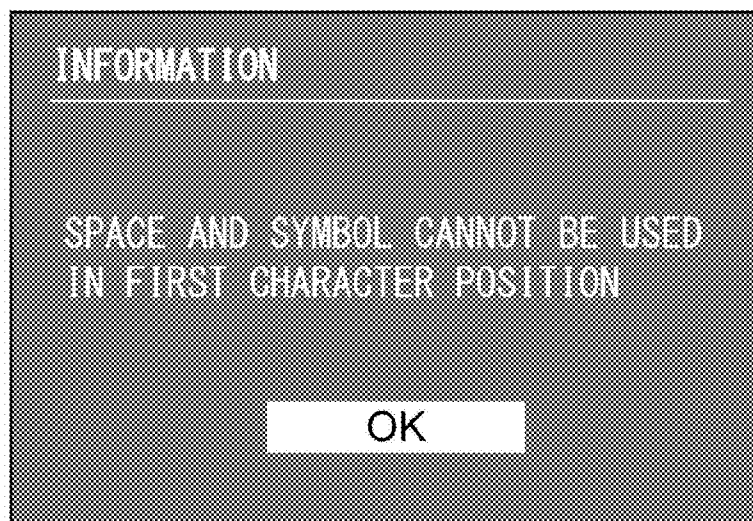 INFORMATION
SPACE AND SYMBOL CANNOT BE USED
IN FIRST CHARACTER POSITION
OK